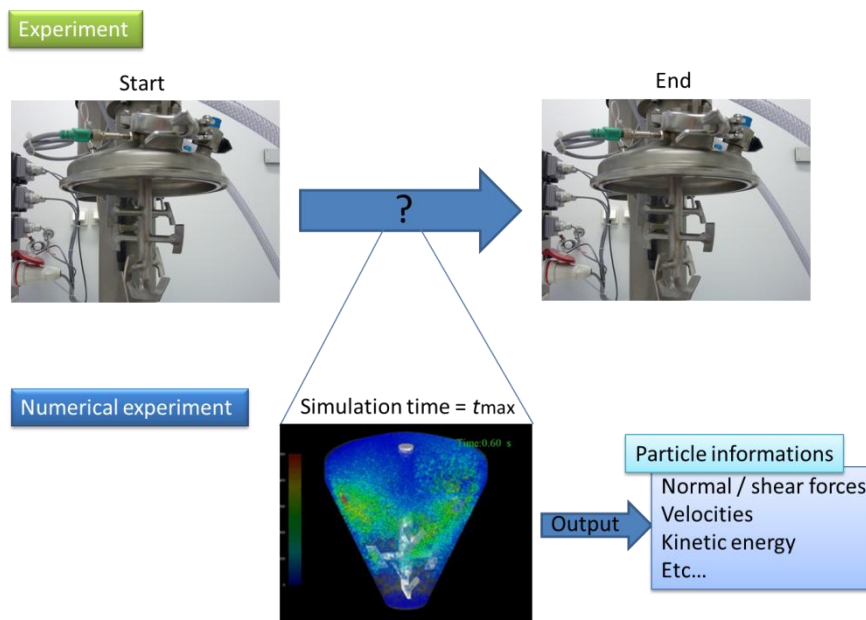 Experiment
Start
End
?
Numerical experiment
Simulation time = tmax
Time:0.60 s
Output
Particle informations
Normal / shear forces
Velocities
Kinetic energy
Etc...